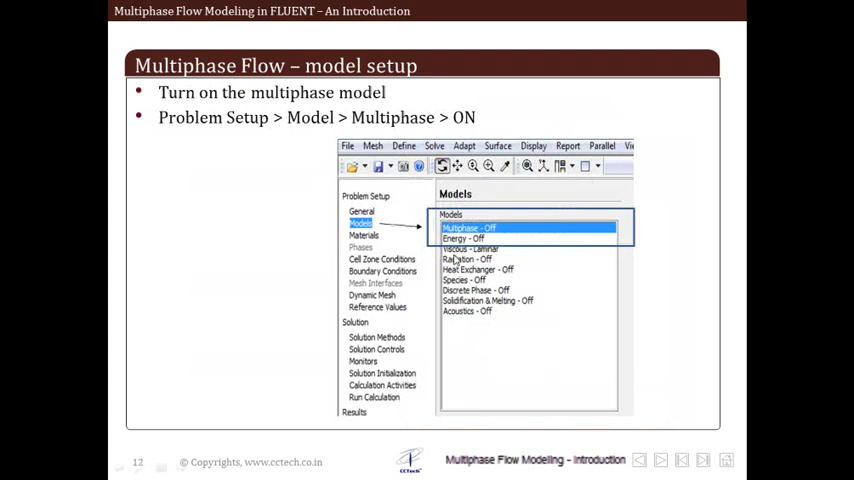 Multiphase Flow Modeling in FLUENT – An Introduction
Multiphase Flow – model setup
• Turn on the multiphase model
• Problem Setup > Model > Multiphase > ON
File Mesh Define Solve Adapt Surface Display Report Parallel Vi
Problem Setup
General
Models
Materials
Phases
Cell Zone Conditions
Boundary Conditions
Mesh Interfaces
Dynamic Mesh
Reference Values
Solution
Solution Methods
Solution Controls
Monitors
Solution Initialization
Calculation Activities
Run Calculation
Results
Models
Models
Multiphase - Off
Energy - Off
Viscous - Laminar
Radiation - Off
Heat Exchanger - Off
Species - Off
Discrete Phase - Off
Solidification & Melting - Off
Acoustics - Off
12
© Copyrights, www.cctech.co.in
CCTech
Multiphase Flow Modelling - Introduction